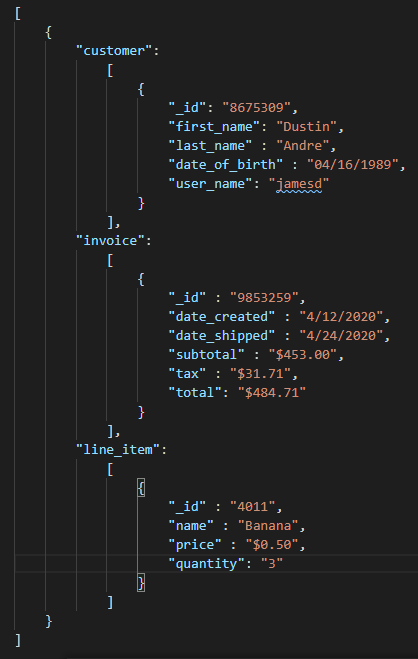 [
    {
        "customer":
            [
                {
                    "_id": "8675309",
                    "first_name": "Dustin",
                    "last_name" : "Andre",
                    "date_of_birth" : "04/16/1989",
                    "user_name": "jamesd"
                }
            ],
        "invoice":
            [
                {
                    "_id" : "9853259",
                    "date_created" : "4/12/2020",
                    "date_shipped" : "4/24/2020",
                    "subtotal" : "$453.00",
                    "tax" : "$31.71",
                    "total": "$484.71"
                }
            ],
        "line_item":
            [
                {
                    "_id" : "4011",
                    "name" : "Banana",
                    "price" : "$0.50",
                    "quantity": "3"
                }
            ]
    }
]